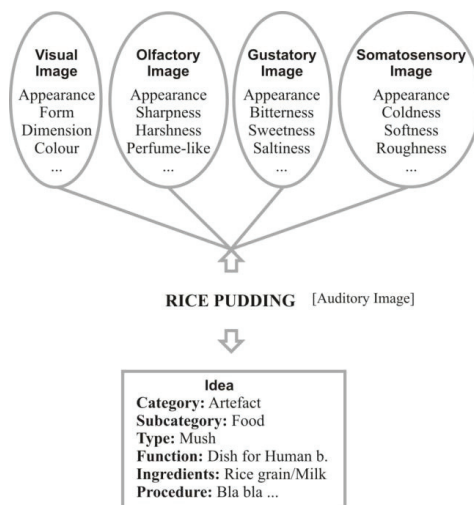 Visual
Image
Appearance
Form
Dimension
Colour
...
Olfactory
Image
Appearance
Sharpness
Harshness
Perfume-like
...
Gustatory
Image
Appearance
Bitterness
Sweetness
Saltiness
...
Somatosensory
Image
Appearance
Coldness
Softness
Roughness
...
RICE PUDDING [Auditory Image]
Idea
Category: Artefact
Subcategory: Food
Type: Mush
Function: Dish for Human b.
Ingredients: Rice grain/Milk
Procedure: Bla bla ...